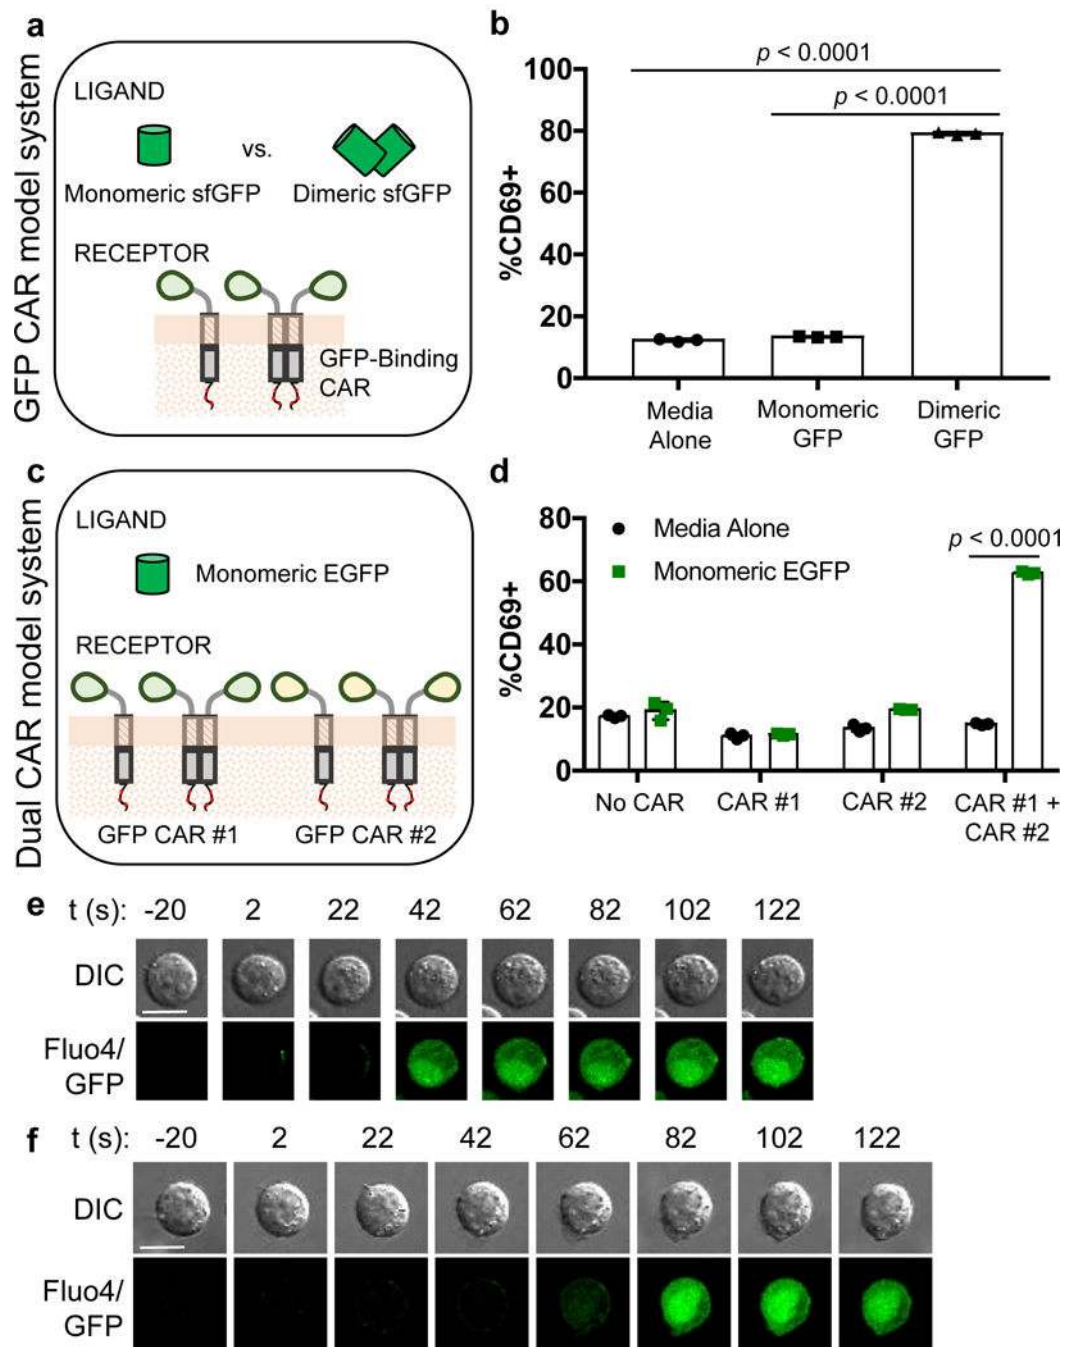 a
GFP CAR model system
LIGAND
vs.
Monomeric sfGFP
Dimeric sfGFP
RECEPTOR
GFP-Binding
CAR
b
p < 0.0001
p < 0.0001
%CD69+
100
80
60
40
20
0
Media
Alone
Monomeric
GFP
Dimeric
GFP
c
Dual CAR model system
LIGAND
Monomeric EGFP
RECEPTOR
GFP CAR #1
GFP CAR #2
d
Media Alone
Monomeric EGFP
p < 0.0001
%CD69+
80
60
40
20
0
No CAR
CAR #1
CAR #2
CAR #1 +
CAR #2
e
t (s): -20 2 22 42 62 82 102 122
DIC
Fluo4/
GFP
f
t (s): -20 2 22 42 62 82 102 122
DIC
Fluo4/
GFP